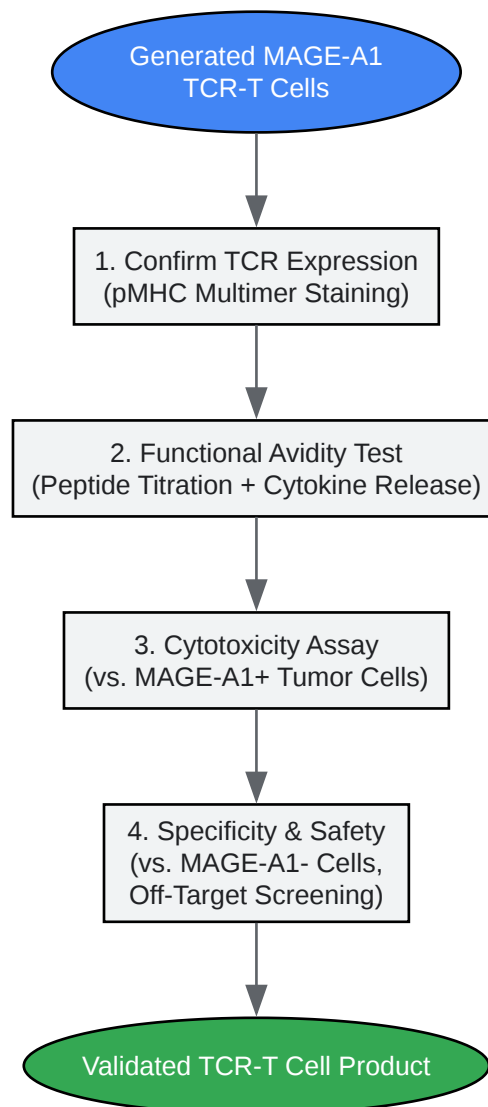 Generated MAGE-A1
TCR-T Cells
1. Confirm TCR Expression
(pMHC Multimer Staining)
2. Functional Avidity Test
(Peptide Titration + Cytokine Release)
3. Cytotoxicity Assay
(vs. MAGE-A1+ Tumor Cells)
4. Specificity & Safety
(vs. MAGE-A1- Cells,
Off-Target Screening)
Validated TCR-T Cell Product